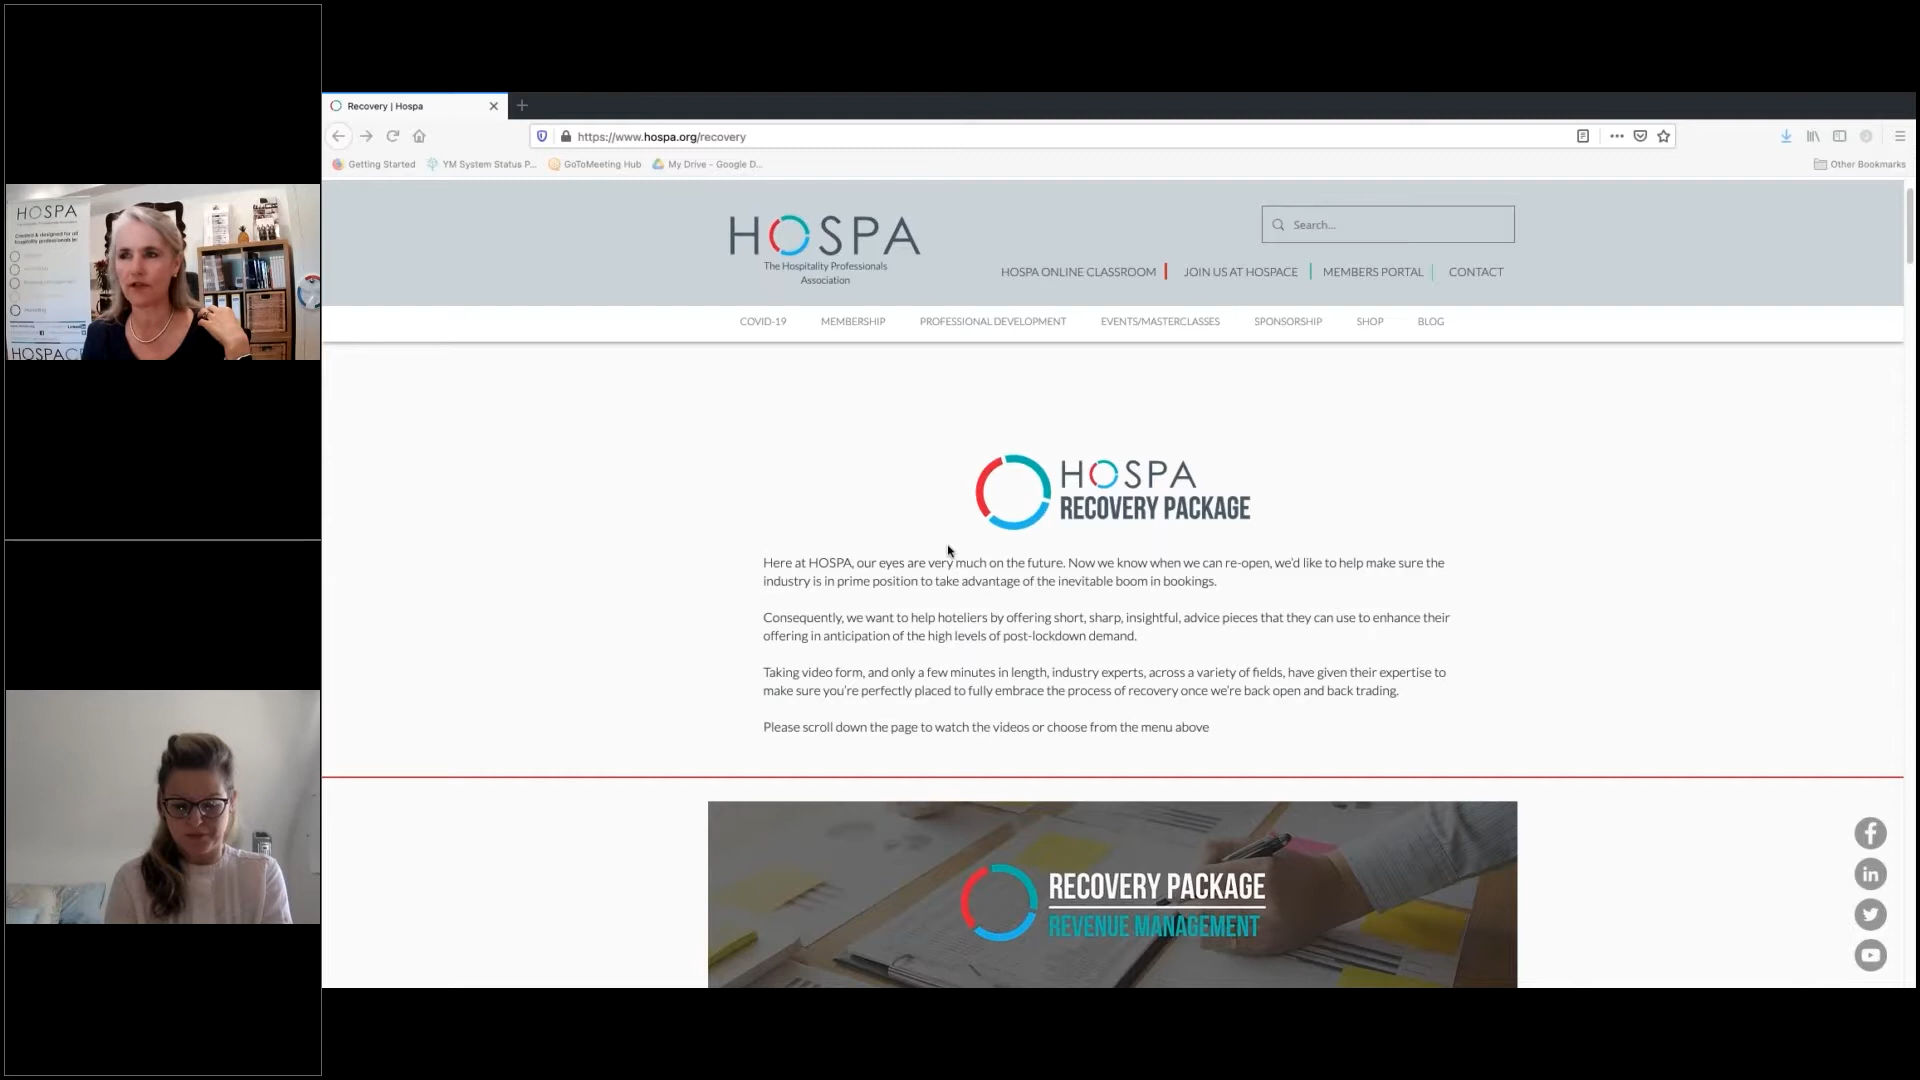 HOSPA
Created & designed for all
hospitality professionals in:
HOSPACE
Recovery | Hospa
https://www.hospa.org/recovery
Getting Started
YM System Status P...
GoToMeeting Hub
My Drive - Google D...
Other Bookmarks
HOSPA
The Hospitality Professionals
Association
Search...
HOSPA ONLINE CLASSROOM
JOIN US AT HOSPACE
MEMBERS PORTAL
CONTACT
COVID-19
MEMBERSHIP
PROFESSIONAL DEVELOPMENT
EVENTS/MASTERCLASSES
SPONSORSHIP
SHOP
BLOG
HOSPA
RECOVERY PACKAGE
Here at HOSPA, our eyes are very much on the future. Now we know when we can re-open, we'd like to help make sure the
industry is in prime position to take advantage of the inevitable boom in bookings.
Consequently, we want to help hoteliers by offering short, sharp, insightful, advice pieces that they can use to enhance their
offering in anticipation of the high levels of post-lockdown demand.
Taking video form, and only a few minutes in length, industry experts, across a variety of fields, have given their expertise to
make sure you're perfectly placed to fully embrace the process of recovery once we're back open and back trading.
Please scroll down the page to watch the videos or choose from the menu above
RECOVERY PACKAGE
REVENUE MANAGEMENT